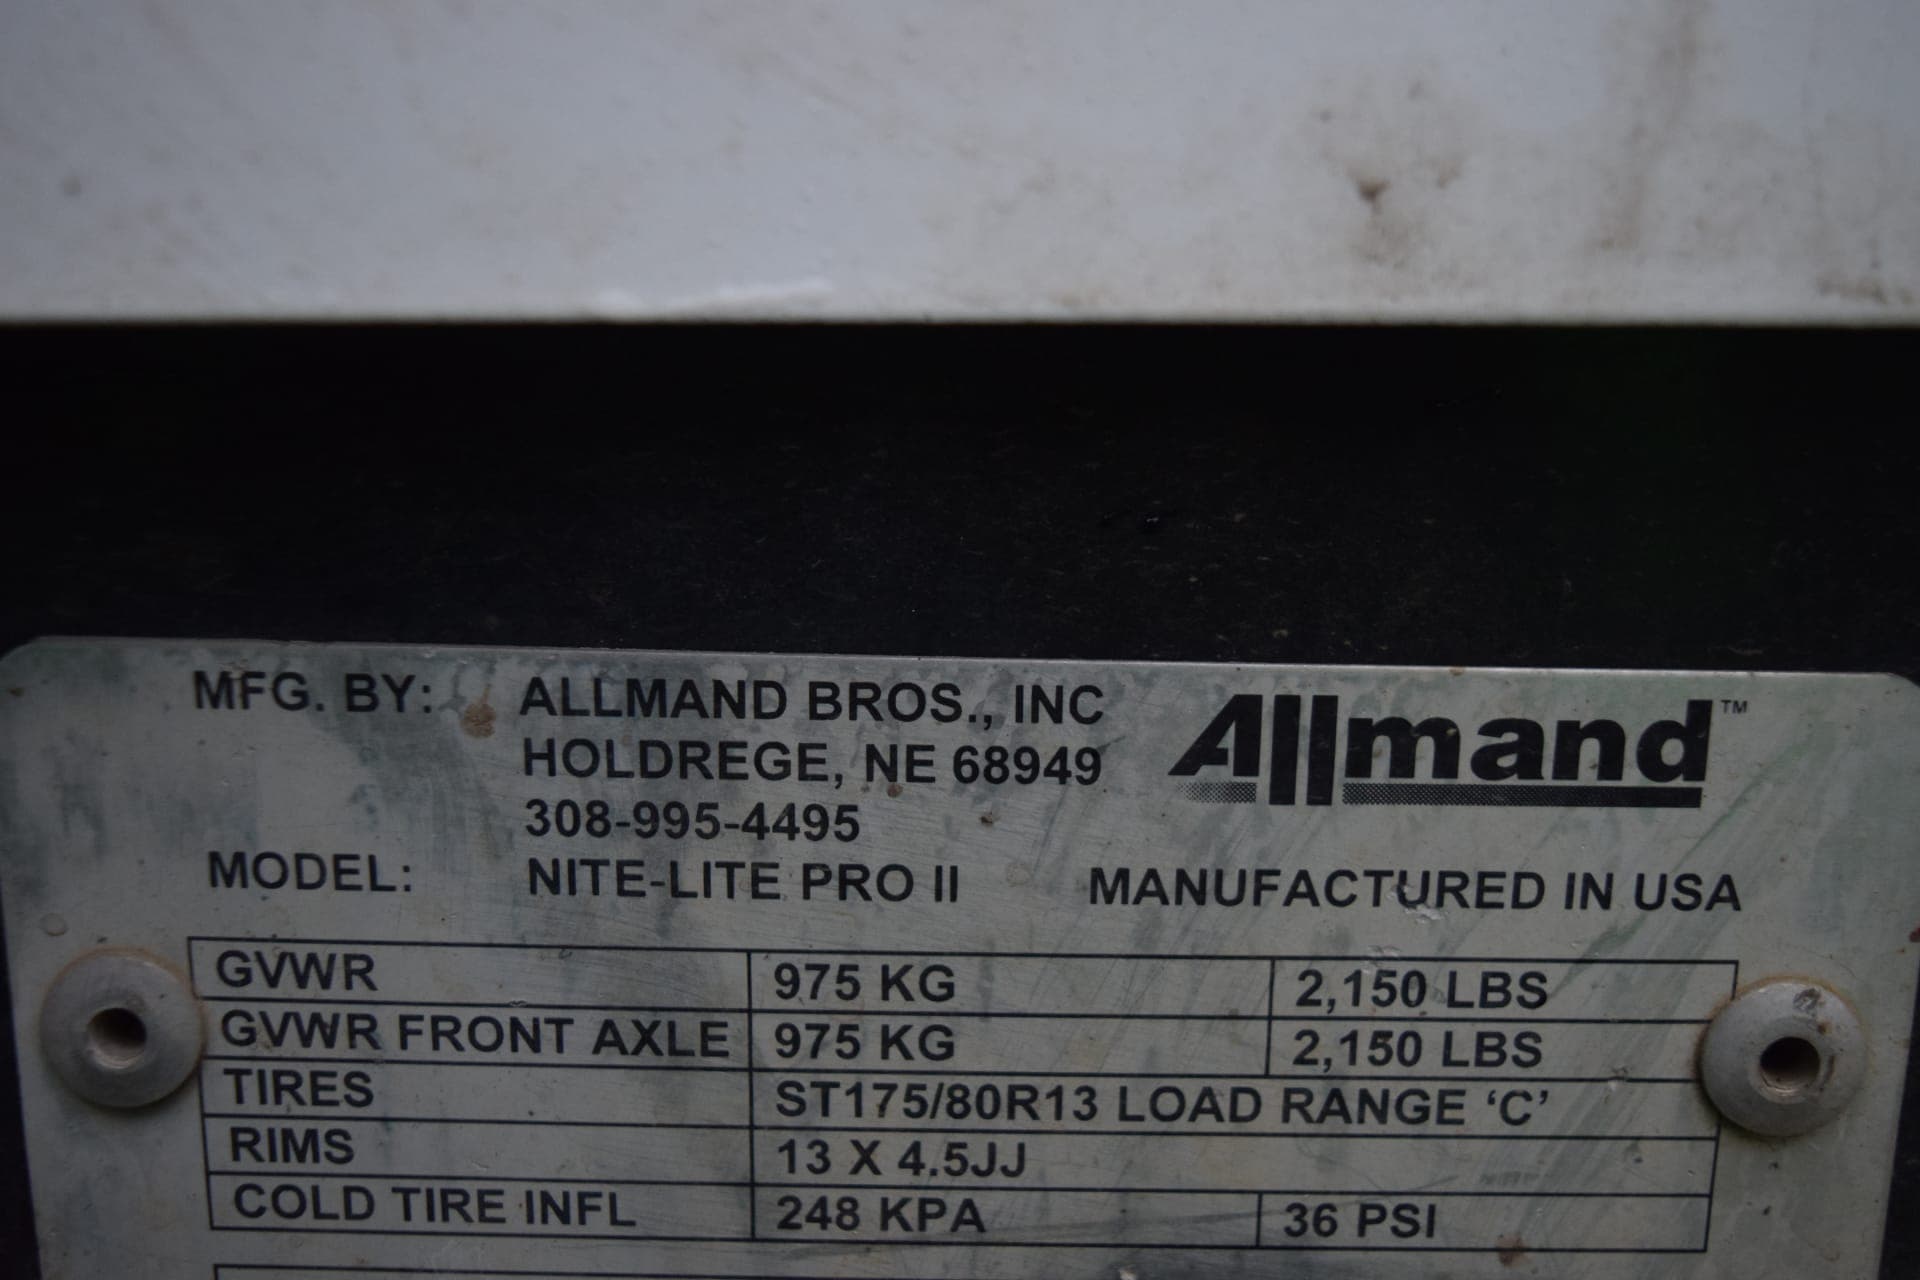 MFG. BY: ALLMAND BROS., INC
HOLDREGE, NE 68949
308-995-4495
Allmand™
MODEL: NITE-LITE PRO II MANUFACTURED IN USA
GVWR 975 KG 2,150 LBS
GVWR FRONT AXLE 975 KG 2,150 LBS
TIRES ST175/80R13 LOAD RANGE ‘C’
RIMS 13 X 4.5JJ
COLD TIRE INFL 248 KPA 36 PSI